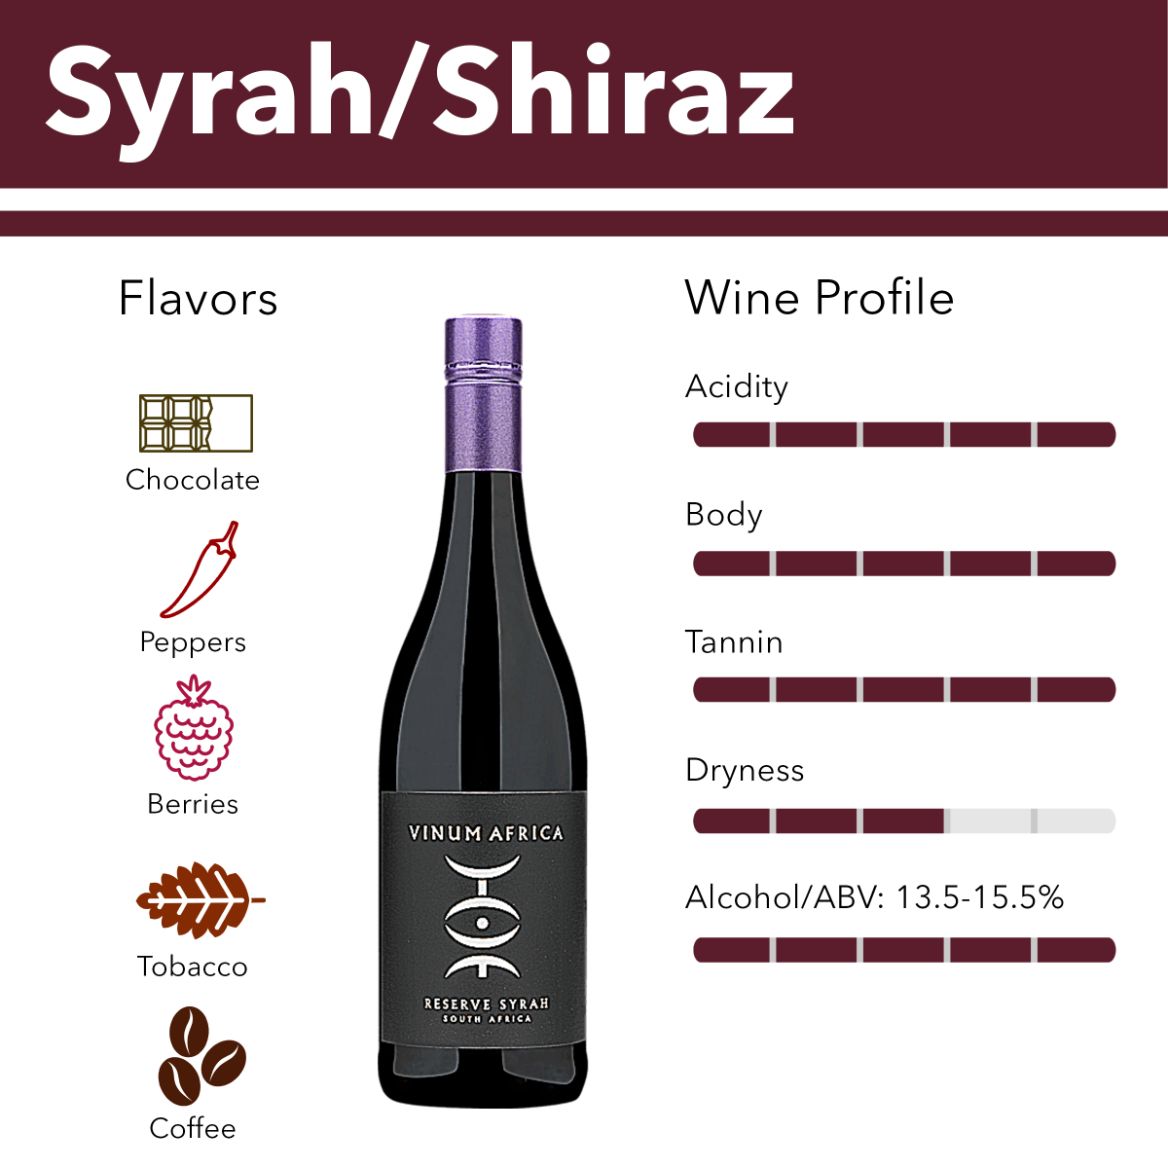 Syrah/Shiraz
Flavors
Chocolate
Peppers
Berries
Tobacco
Coffee
VINUM AFRICA
RESERVE SYRAH
SOUTH AFRICA
Wine Profile
Acidity
Body
Tannin
Dryness
Alcohol/ABV: 13.5-15.5%